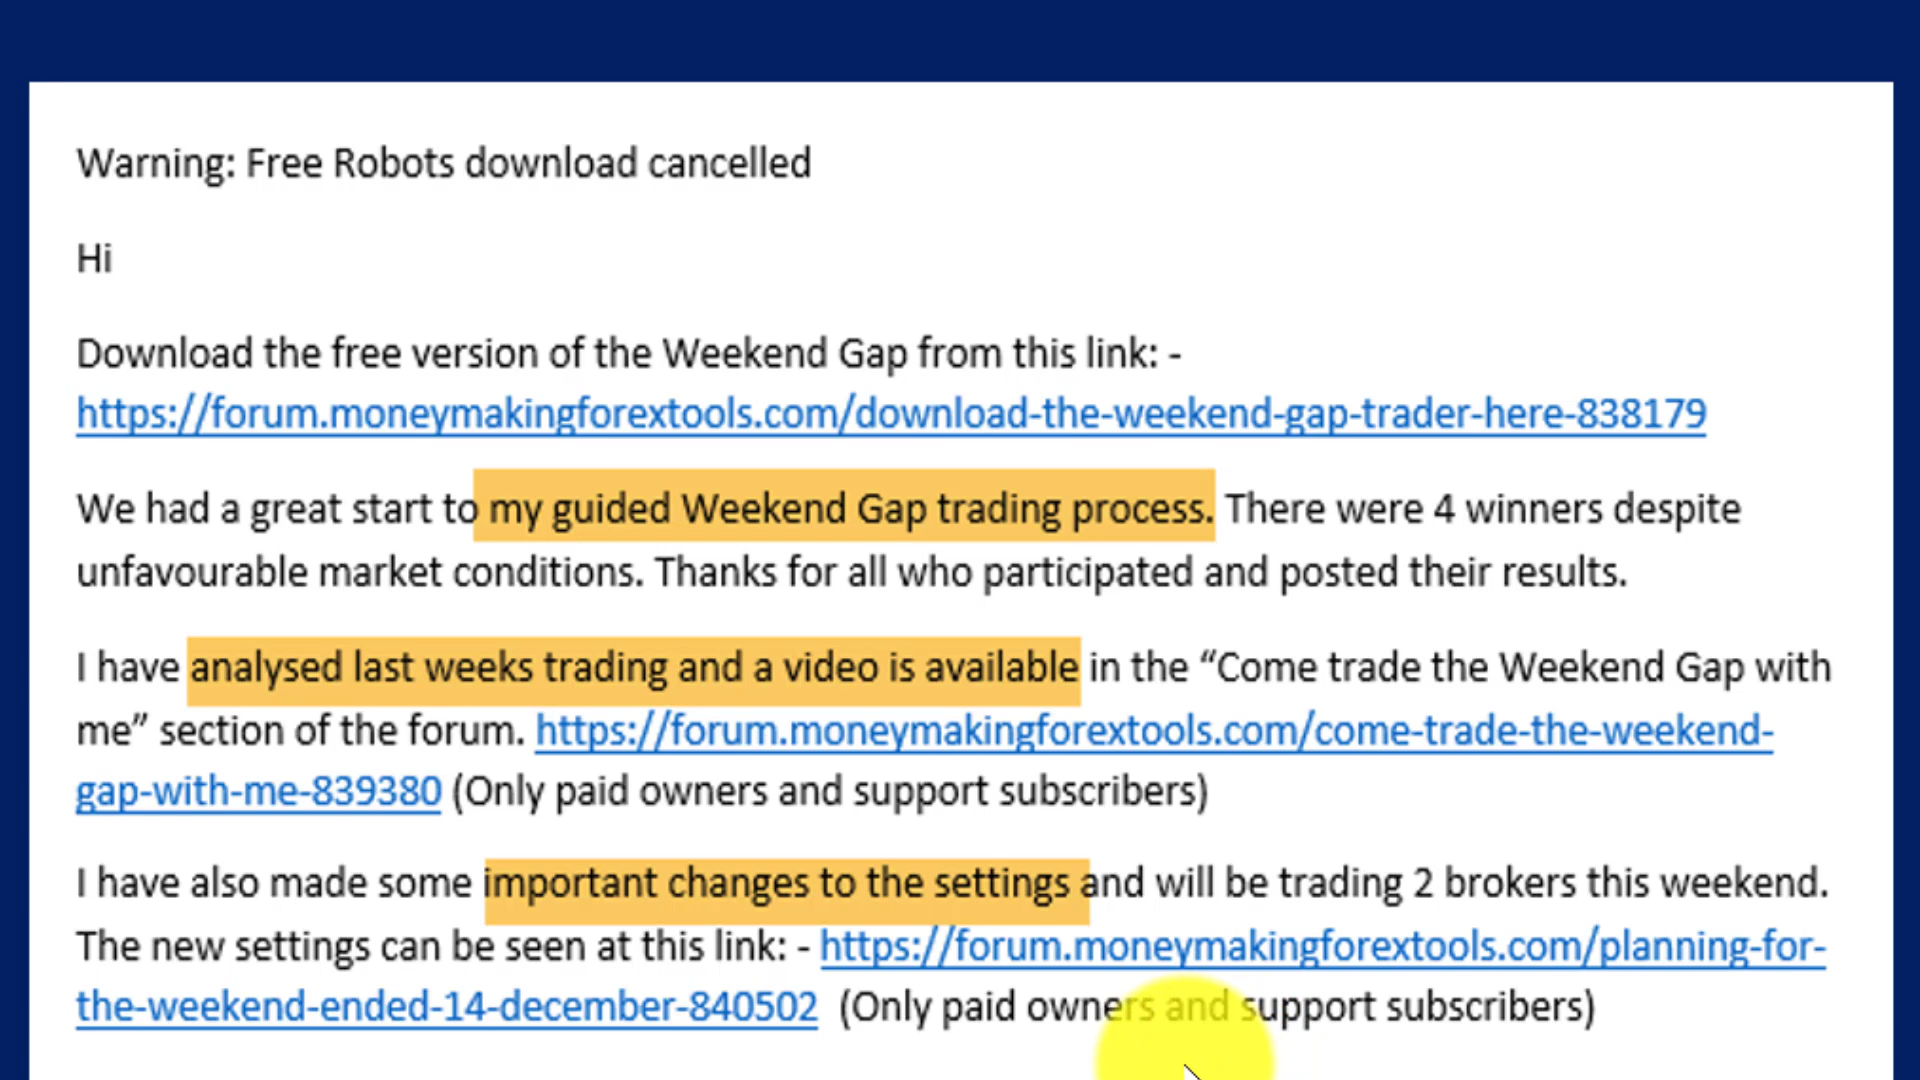 Warning: Free Robots download cancelled
Hi
Download the free version of the Weekend Gap from this link: -
https://forum.moneymakingforextools.com/download-the-weekend-gap-trader-here-838179
We had a great start to my guided Weekend Gap trading process. There were 4 winners despite
unfavourable market conditions. Thanks for all who participated and posted their results.
I have analysed last weeks trading and a video is available in the “Come trade the Weekend Gap with
me” section of the forum. https://forum.moneymakingforextools.com/come-trade-the-weekend-
gap-with-me-839380 (Only paid owners and support subscribers)
I have also made some important changes to the settings and will be trading 2 brokers this weekend.
The new settings can be seen at this link: - https://forum.moneymakingforextools.com/planning-for-
the-weekend-ended-14-december-840502 (Only paid owners and support subscribers)